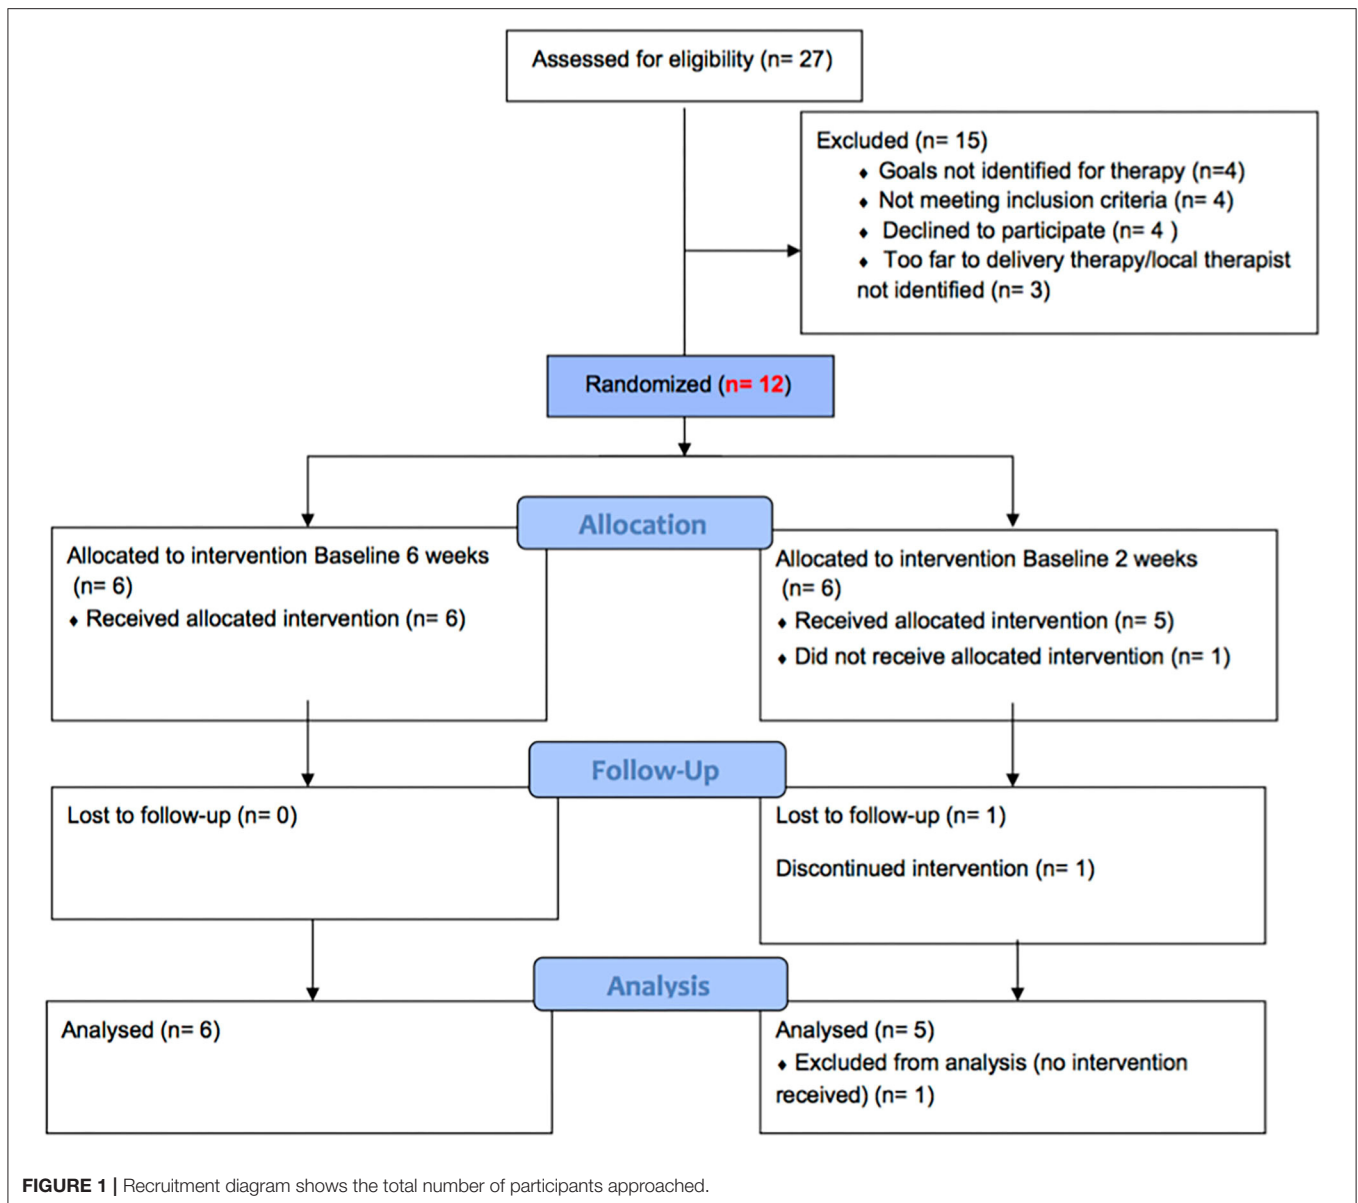 Assessed for eligibility (n= 27)
Excluded (n= 15)
♦ Goals not identified for therapy (n=4)
♦ Not meeting inclusion criteria (n= 4)
♦ Declined to participate (n= 4 )
♦ Too far to delivery therapy/local therapist
not identified (n= 3)
Randomized (n= 12)
Allocation
Allocated to intervention Baseline 6 weeks
(n= 6)
♦ Received allocated intervention (n= 6)
Allocated to intervention Baseline 2 weeks
(n= 6)
♦ Received allocated intervention (n= 5)
♦ Did not receive allocated intervention (n= 1)
Follow-Up
Lost to follow-up (n= 0)
Lost to follow-up (n= 1)
Discontinued intervention (n= 1)
Analysis
Analysed (n= 6)
Analysed (n= 5)
♦ Excluded from analysis (no intervention
received) (n= 1)
FIGURE 1 | Recruitment diagram shows the total number of participants approached.